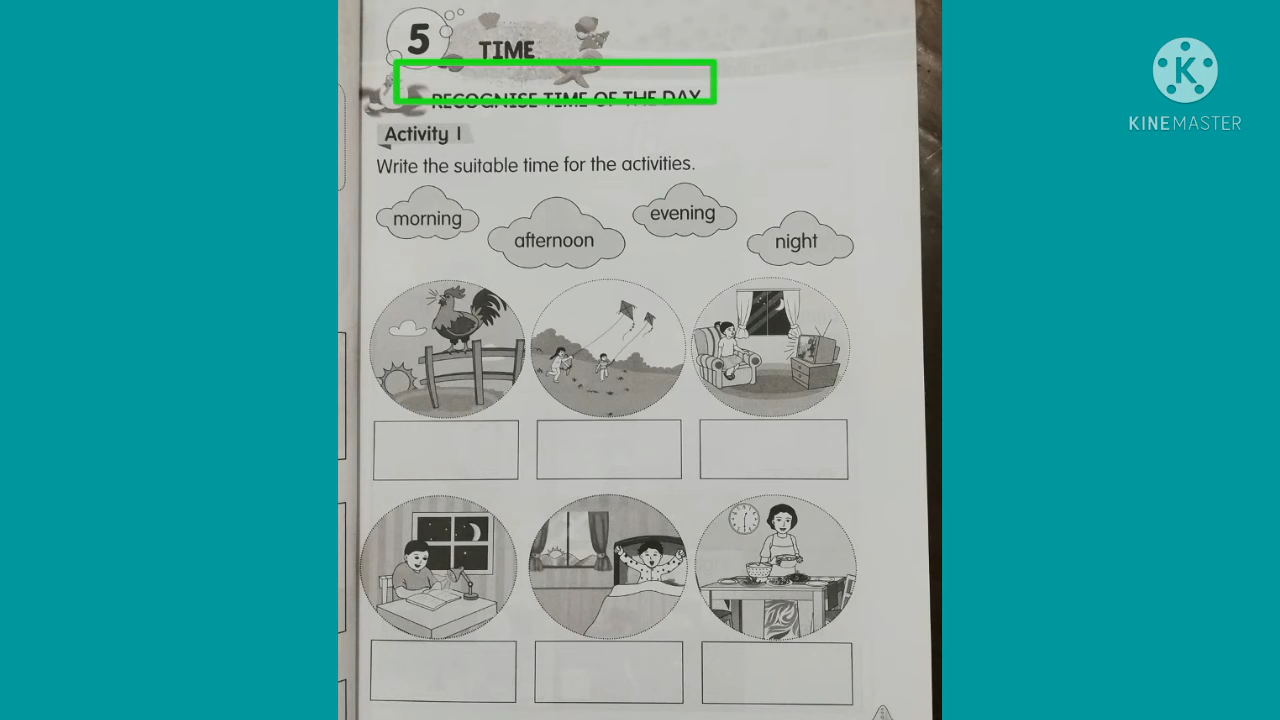 5
TIME
RECOGNISE TIME OF THE DAY
Activity 1
Write the suitable time for the activities.
morning
afternoon
evening
night
K
KINEMASTER